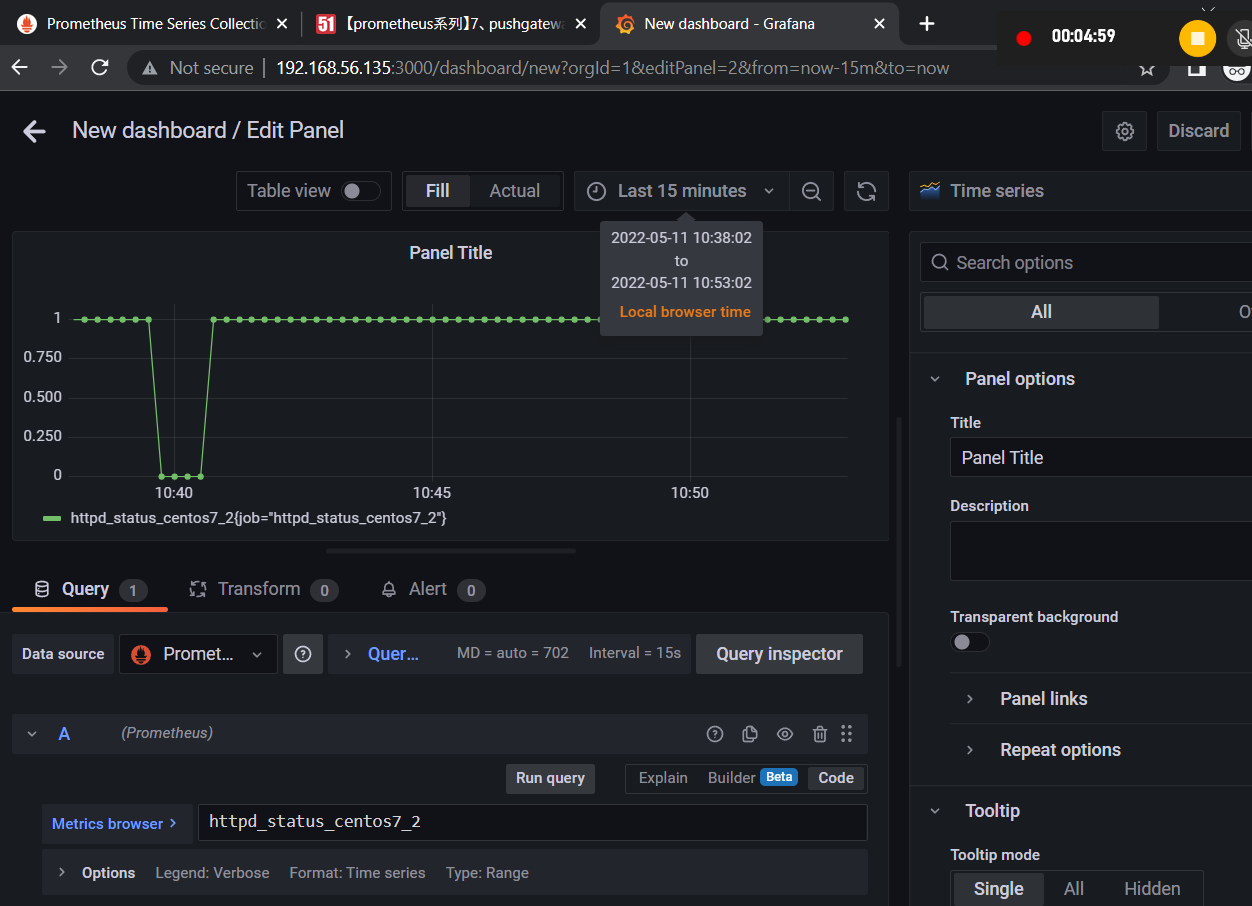 Prometheus Time Series Collectic
51 【prometheus系列】7、pushgatewa
New dashboard - Grafana
00:04:59
Not secure | 192.168.56.135:3000/dashboard/new?orgId=1&editPanel=2&from=now-15m&to=now
New dashboard / Edit Panel
Discard
Table view
Fill
Actual
Last 15 minutes
Time series
2022-05-11 10:38:02
to
2022-05-11 10:53:02
Local browser time
Panel Title
1
0.750
0.500
0.250
0
10:40
10:45
10:50
httpd_status_centos7_2{job="httpd_status_centos7_2"}
Search options
All
O
Panel options
Title
Panel Title
Description
Transparent background
Panel links
Repeat options
Tooltip
Tooltip mode
Single
All
Hidden
Query 1
Transform 0
Alert 0
Data source
Promet...
Quer...
MD = auto = 702
Interval = 15s
Query inspector
A
(Prometheus)
Run query
Explain
Builder Beta
Code
Metrics browser >
httpd_status_centos7_2
Options
Legend: Verbose
Format: Time series
Type: Range